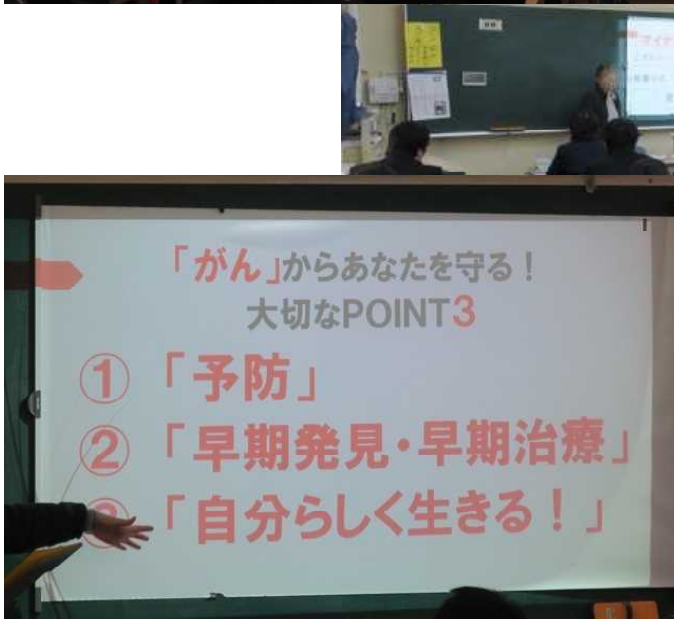 「がん」からあなたを守る！
大切なPOINT3
① 「予防」
② 「早期発見・早期治療」
③ 「自分らしく生きる！」